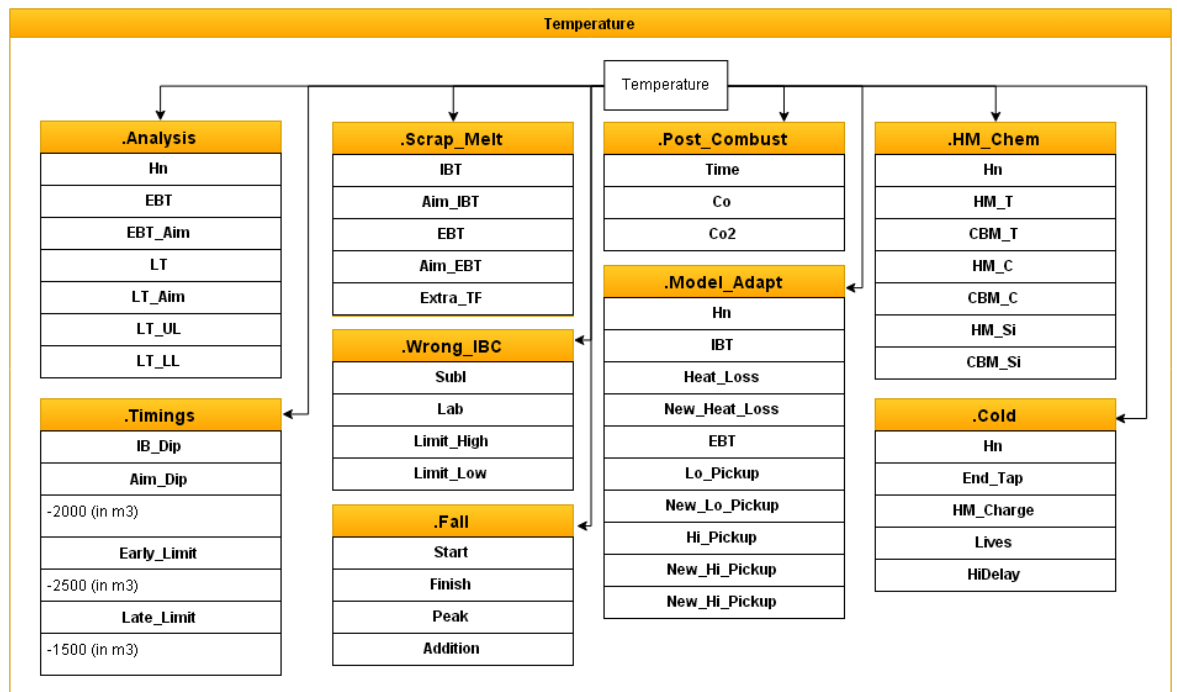 Temperature
Temperature
.Analysis
Hn
EBT
EBT_Aim
LT
LT_Aim
LT_UL
LT_LL
.Timings
IB_Dip
Aim_Dip
-2000 (in m3)
Early_Limit
-2500 (in m3)
Late_Limit
-1500 (in m3)
.Scrap_Melt
IBT
Aim_IBT
EBT
Aim_EBT
Extra_TF
.Wrong_IBC
Subl
Lab
Limit_High
Limit_Low
.Fall
Start
Finish
Peak
Addition
.Post_Combust
Time
Co
Co2
.Model_Adapt
Hn
IBT
Heat_Loss
New_Heat_Loss
EBT
Lo_Pickup
New_Lo_Pickup
Hi_Pickup
New_Hi_Pickup
New_Hi_Pickup
.HM_Chem
Hn
HM_T
CBM_T
HM_C
CBM_C
HM_Si
CBM_Si
.Cold
Hn
End_Tap
HM_Charge
Lives
HiDelay